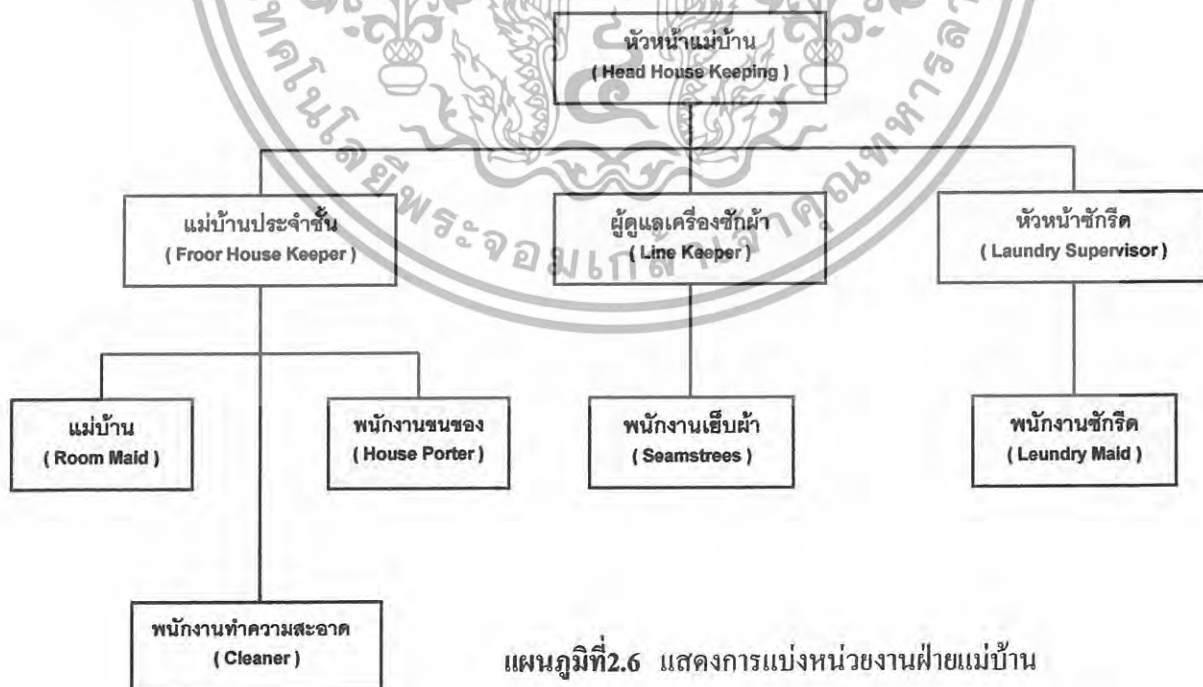 หัวหน้าแม่บ้าน
( Head House Keeping )
แม่บ้านประจำชั้น
( Froor House Keeper )
ผู้ดูแลเครื่องซักผ้า
( Line Keeper )
หัวหน้าซักรีด
( Laundry Supervisor )
แม่บ้าน
( Room Maid )
พนักงานขนของ
( House Porter )
พนักงานเย็บผ้า
( Seamstrees )
พนักงานซักรีด
( Leundry Maid )
พนักงานทำความสะอาด
( Cleaner )
แผนภูมิที่2.6 แสดงการแบ่งหน่วยงานฝ่ายแม่บ้าน